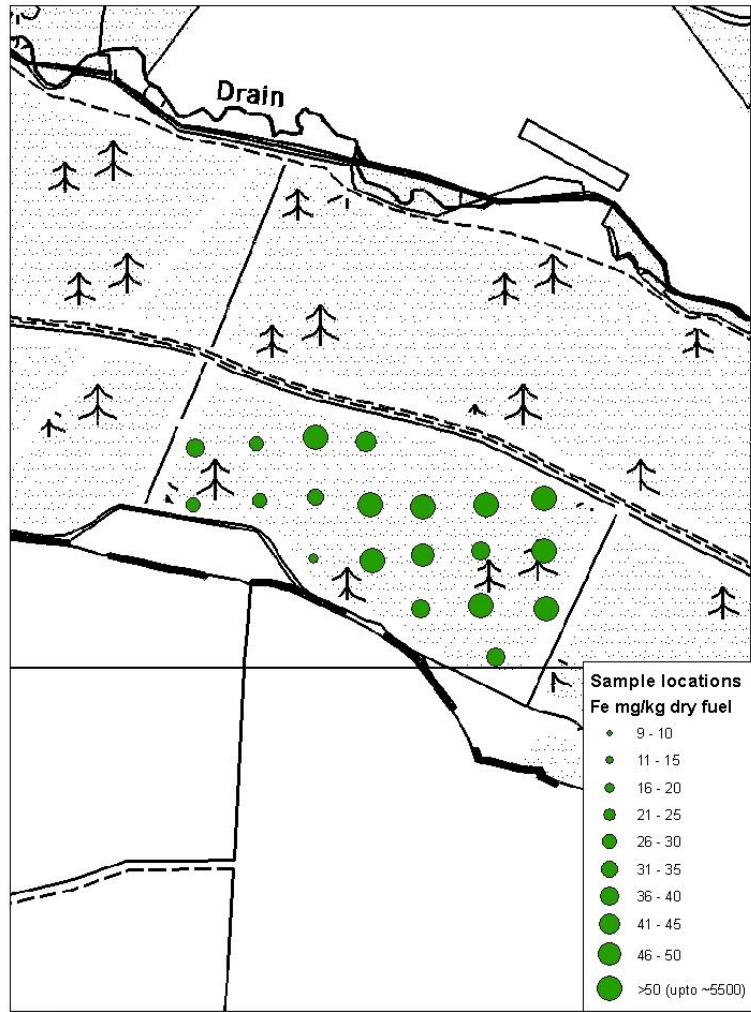 Drain
Sample locations
Fe mg/kg dry fuel
9 - 10
11 - 15
16 - 20
21 - 25
26 - 30
31 - 35
36 - 40
41 - 45
46 - 50
>50 (upto ~5500)